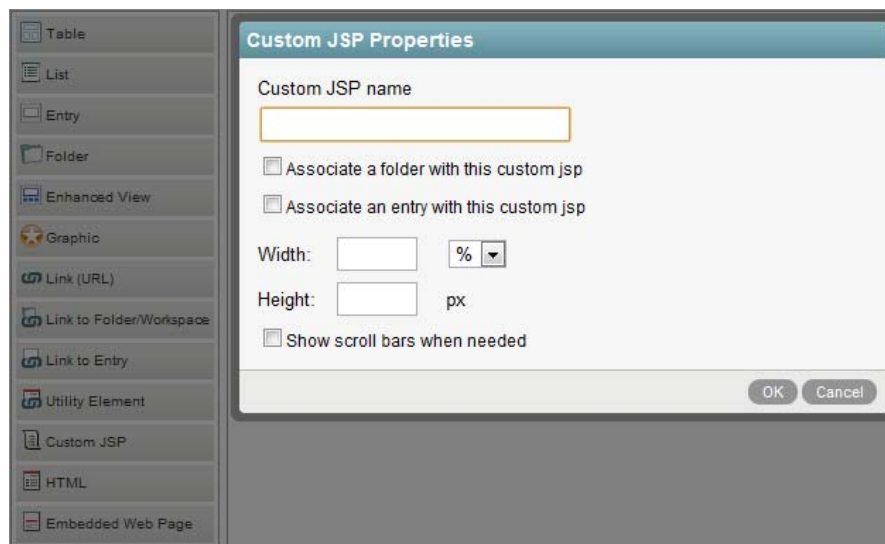 Table
List
Entry
Folder
Enhanced View
Graphic
Link (URL)
Link to Folder/Workspace
Link to Entry
Utility Element
Custom JSP
HTML
Embedded Web Page
Custom JSP Properties
Custom JSP name
Associate a folder with this custom jsp
Associate an entry with this custom jsp
Width: %
Height: px
Show scroll bars when needed
OK Cancel